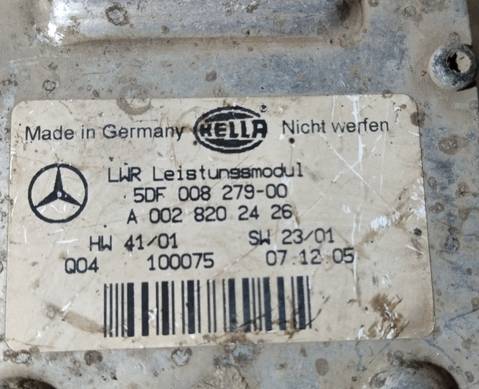 Made in Germany HELLA Nicht werfen
LWR Leistungsmodul
5DF 008 279-00
A 002 820 24 26
HW 41/01 SW 23/01
Q04 100075 07.12.05